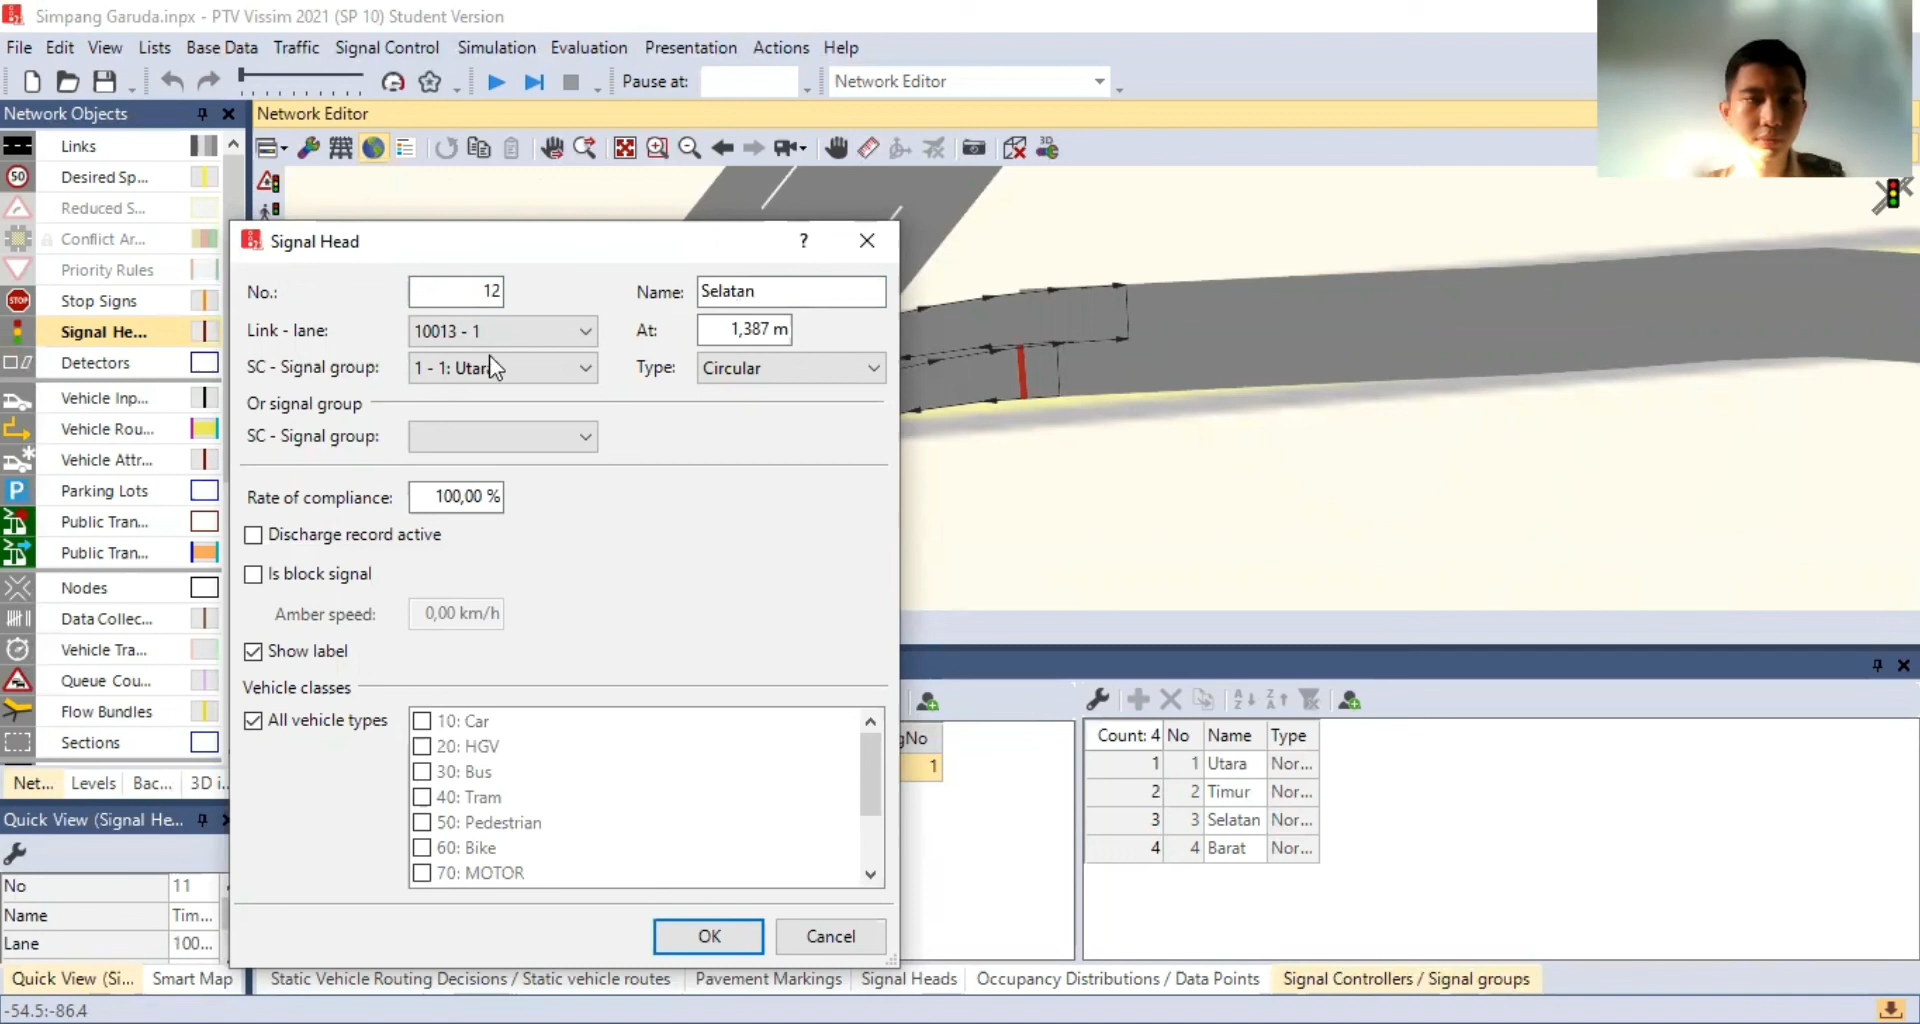 Simpang Garuda.inpx - PTV Vissim 2021 (SP 10) Student Version
File Edit View Lists Base Data Traffic Signal Control Simulation Evaluation Presentation Actions Help
Pause at: Network Editor
Network Objects
Network Editor
Links
50 Desired Sp...
Reduced S...
Conflict Ar...
Priority Rules
STOP Stop Signs
Signal He...
Detectors
Vehicle Inp...
Vehicle Rou...
Vehicle Attr...
P Parking Lots
Public Tran...
Public Tran...
Nodes
Data Collec...
Vehicle Tra...
Queue Cou...
Flow Bundles
Sections
Net... Levels Bac... 3D i...
Quick View (Signal He...
No 11
Name Tim...
Lane 100...
Quick View (Si... Smart Map
Signal Head ?
No.: 12 Name: Selatan
Link - lane: 10013 - 1 At: 1,387 m
SC - Signal group: 1 - 1: Utara Type: Circular
Or signal group
SC - Signal group:
Rate of compliance: 100,00 %
Discharge record active
Is block signal
Amber speed: 0,00 km/h
Show label
Vehicle classes
All vehicle types
10: Car
20: HGV
30: Bus
40: Tram
50: Pedestrian
60: Bike
70: MOTOR
OK Cancel
gNo
1
Count: 4 No Name Type
1 1 Utara Nor...
2 2 Timur Nor...
3 3 Selatan Nor...
4 4 Barat Nor...
Static Vehicle Routing Decisions / Static vehicle routes Pavement Markings Signal Heads Occupancy Distributions / Data Points Signal Controllers / Signal groups
-54.5:-86.4